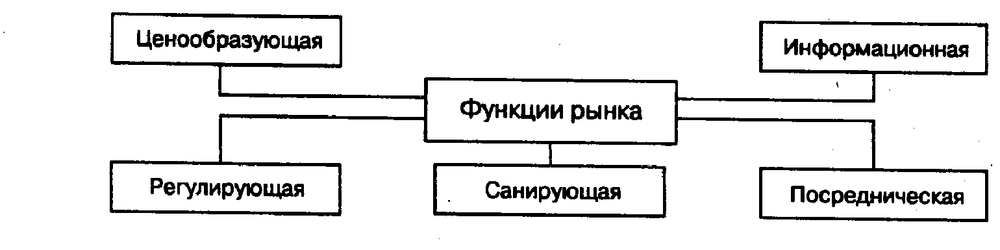 Ценообразующая
Информационная
Функции рынка
Регулирующая
Санирующая
Посредническая